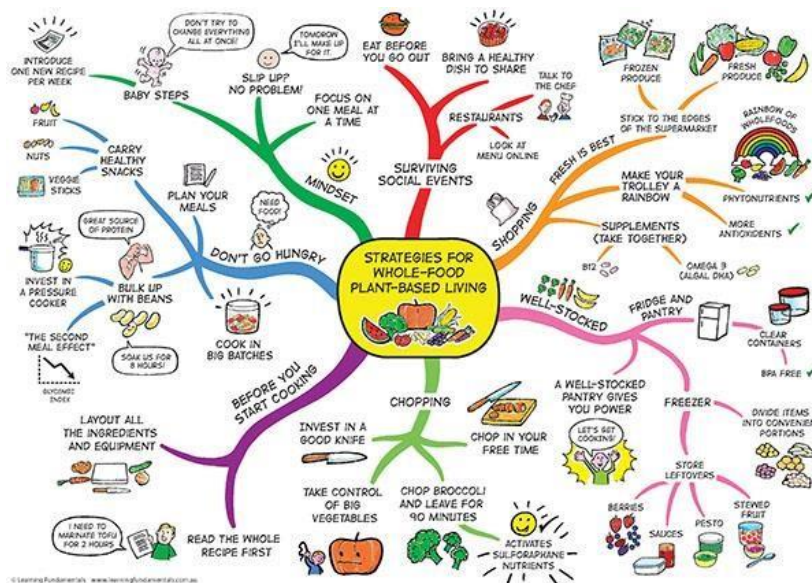 STRATEGIES FOR
WHOLE-FOOD
PLANT-BASED LIVING
MINDSET
BABY STEPS
DON'T TRY TO
CHANGE EVERYTHING
ALL AT ONCE!
INTRODUCE
ONE NEW RECIPE
PER WEEK
SLIP UP?
NO PROBLEM!
TOMORROW
I'LL MAKE UP
FOR IT.
FOCUS ON
ONE MEAL AT
A TIME
SURVIVING
SOCIAL EVENTS
EAT BEFORE
YOU GO OUT
BRING A HEALTHY
DISH TO SHARE
RESTAURANTS
TALK TO
THE CHEF
LOOK AT
MENU ONLINE
SHOPPING
FRESH IS BEST
STICK TO THE EDGES
OF THE SUPERMARKET
FROZEN
PRODUCE
FRESH
PRODUCE
MAKE YOUR
TROLLEY A
RAINBOW
RAINBOW OF
WHOLEFOODS
PHYTONUTRIENTS
MORE
ANTIOXIDENTS
SUPPLEMENTS
(TAKE TOGETHER)
B12
OMEGA 3
(ALGAL DHA)
WELL-STOCKED
FRIDGE AND
PANTRY
CLEAR
CONTAINERS
BPA FREE
A WELL-STOCKED
PANTRY GIVES
YOU POWER
LET'S GET
COOKING!
FREEZER
DIVIDE ITEMS
INTO CONVENIENT
PORTIONS
STORE
LEFTOVERS
BERRIES
SAUCES
PESTO
STEWED
FRUIT
CHOPPING
INVEST IN A
GOOD KNIFE
CHOP IN YOUR
FREE TIME
TAKE CONTROL
OF BIG
VEGETABLES
CHOP BROCCOLI
AND LEAVE FOR
90 MINUTES
ACTIVATES
SULFORAPHANE
NUTRIENTS
BEFORE YOU
START COOKING
LAYOUT ALL
THE INGREDIENTS
AND EQUIPMENT
READ THE WHOLE
RECIPE FIRST
I NEED TO
MARINATE TOFU
FOR 2 HOURS
DON'T GO HUNGRY
NEED
FOOD!
PLAN YOUR
MEALS
CARRY
HEALTHY
SNACKS
FRUIT
NUTS
VEGGIE
STICKS
BULK UP
WITH BEANS
GREAT SOURCE
OF PROTEIN
INVEST IN
A PRESSURE
COOKER
"THE SECOND
MEAL EFFECT"
GLYCEMIC
INDEX
SOAK US FOR
8 HOURS!
COOK IN
BIG BATCHES
© Learning Fundamentals www.learningfundamentals.com.au